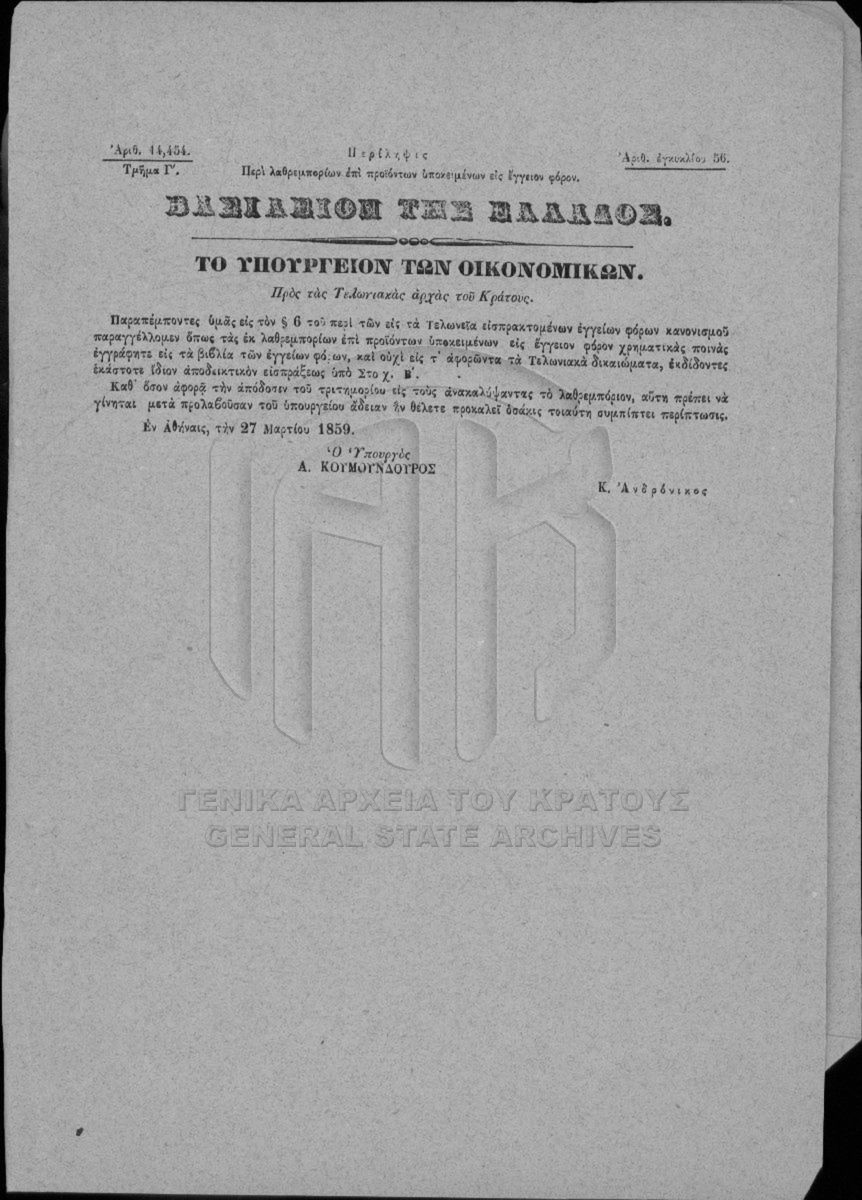 Ἀριθ. 14,454.
Τμῆμα Γ'.
Περίληψις
Περὶ λαθρεμπορίων ἐπὶ προϊόντων ὑποκειμένων εἰς ἔγγειον φόρον.
Ἀριθ. ἐγκυκλίου 56.
ΒΑΣΙΛΕΙΟΝ ΤΗΣ ΕΛΛΑΔΟΣ.
ΤΟ ΥΠΟΥΡΓΕΙΟΝ ΤΩΝ ΟΙΚΟΝΟΜΙΚΩΝ.
Πρὸς τὰς Τελωνιακὰς ἀρχὰς τοῦ Κράτους.
Παραπέμποντες ὑμᾶς εἰς τὸν § 6 τοῦ περὶ τῶν εἰς τὰ Τελωνεῖα εἰσπρακτομένων ἐγγείων φόρων κανονισμοῦ
παραγγέλλομεν ὅπως τὰς ἐκ λαθρεμπορίων ἐπὶ προϊόντων ὑποκειμένων εἰς ἔγγειον φόρον χρηματικὰς ποινὰς
ἐγγράφητε εἰς τὰ βιβλία τῶν ἐγγείων φόρων, καὶ οὐχὶ εἰς τ' ἀφορῶντα τὰ Τελωνιακὰ δικαιώματα, ἐκδίδοντες
ἑκάστοτε ἴδιον ἀποδεικτικὸν εἰσπράξεως ὑπὸ Στοιχ. Β'.
Καθ' ὅσον ἀφορᾷ τὴν ἀπόδοσιν τοῦ τριτημορίου εἰς τοὺς ἀνακαλύψαντας τὸ λαθρεμπόριον, αὕτη πρέπει νὰ
γίνηται μετὰ προλαβοῦσαν τοῦ ὑπουργείου ἄδειαν ἣν θέλετε προκαλεῖ ὁσάκις τοιαύτη συμπίπτει περίπτωσις.
Ἐν Ἀθήναις, τὴν 27 Μαρτίου 1859.
Ὁ Ὑπουργὸς
Α. ΚΟΥΜΟΥΝΔΟΥΡΟΣ
Κ. Ἀνδρόνικος
ΓΕΝΙΚΑ ΑΡΧΕΙΑ ΤΟΥ ΚΡΑΤΟΥΣ
GENERAL STATE ARCHIVES